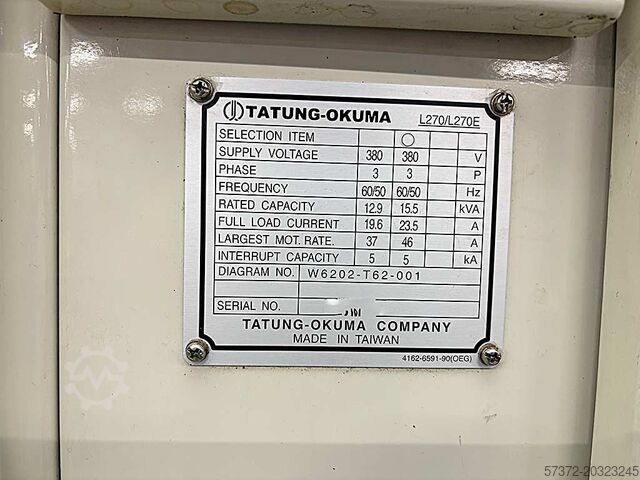 TATUNG-OKUMA L270/L270E
SELECTION ITEM ○
SUPPLY VOLTAGE 380 380 V
PHASE 3 3 P
FREQUENCY 60/50 60/50 Hz
RATED CAPACITY 12.9 15.5 kVA
FULL LOAD CURRENT 19.6 23.5 A
LARGEST MOT. RATE. 37 46 A
INTERRUPT CAPACITY 5 5 kA
DIAGRAM NO. W6202-T62-001
SERIAL NO.
TATUNG-OKUMA COMPANY
MADE IN TAIWAN
4162-6591-90(OEG)
57372-20323245